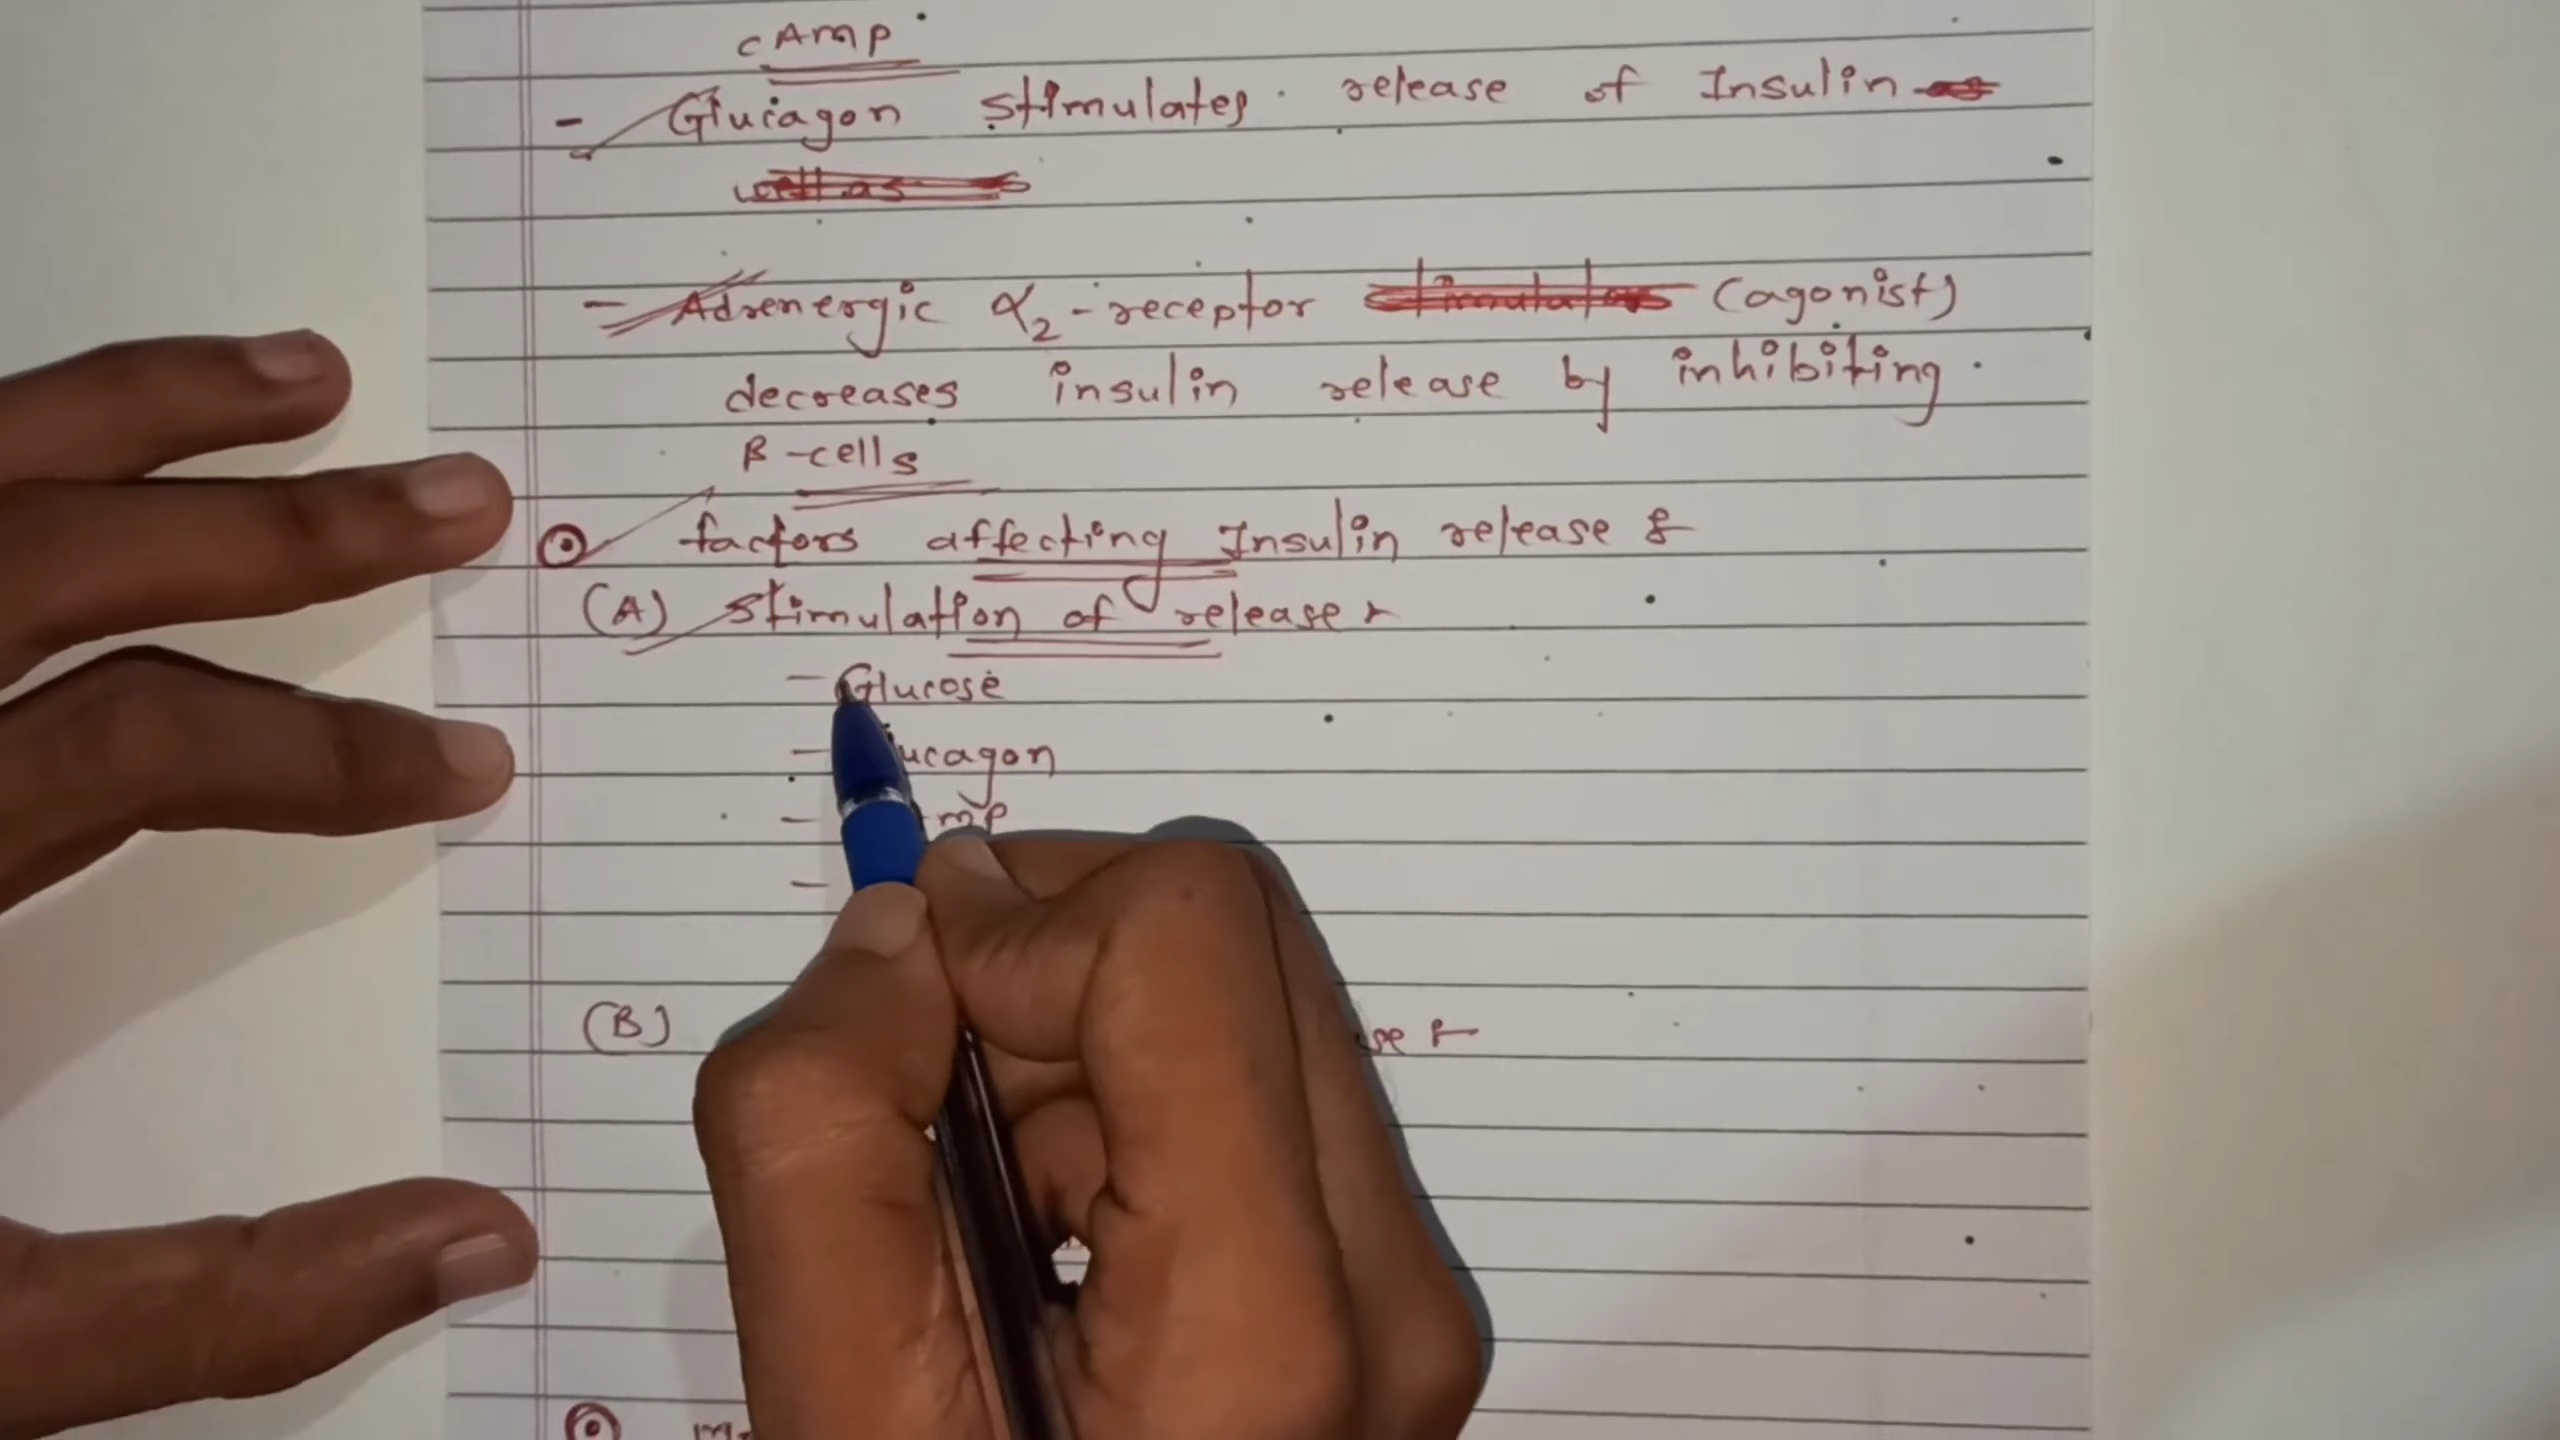 cAmp
- Glucagon stimulates release of Insulin
- Adrenergic α2-receptor (agonist)
decreases insulin release by inhibiting
β-cells
factors affecting Insulin release :-
(A) Stimulation of release :-
- Glucose
-
-
-
(B)